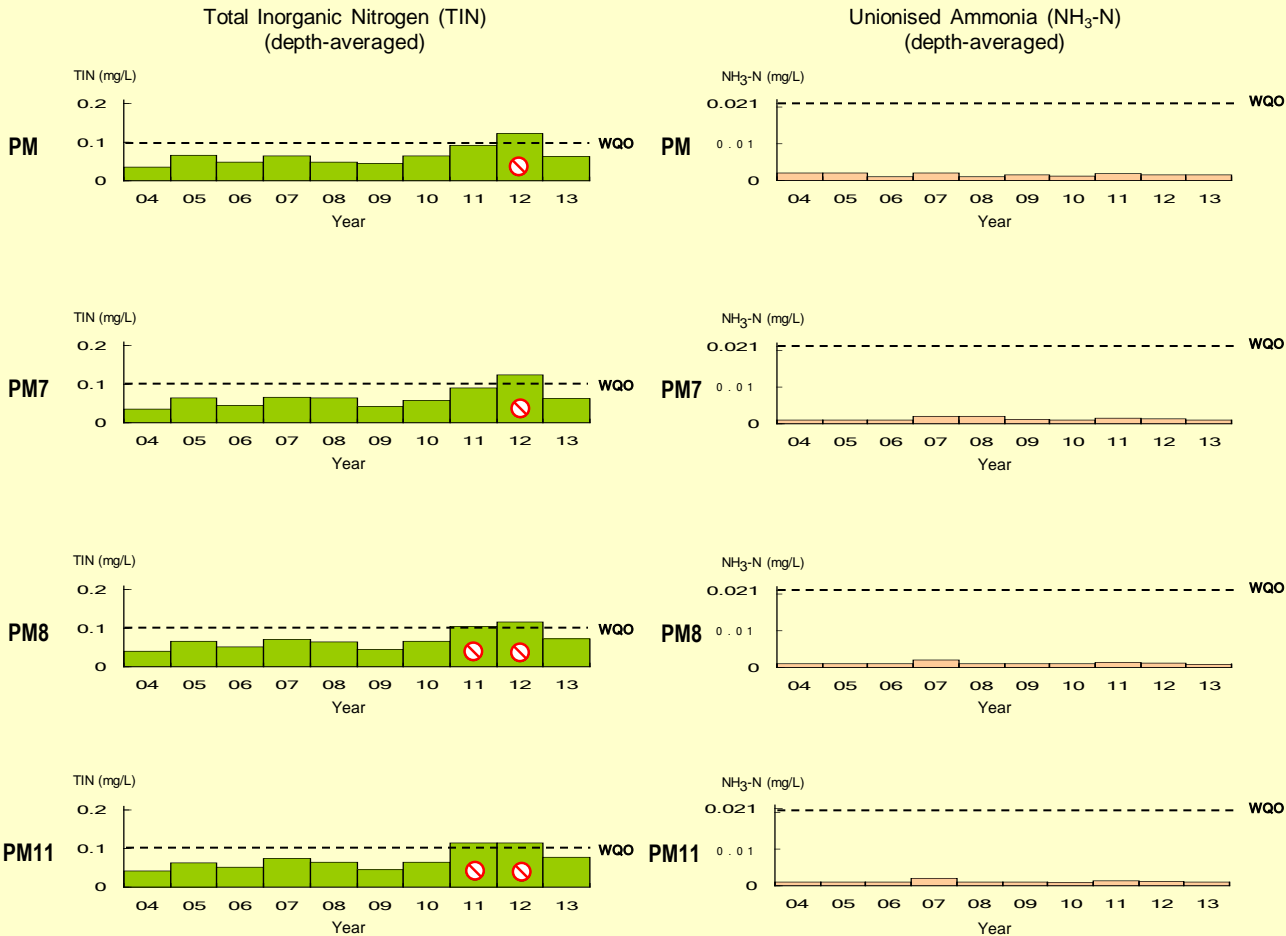 Total Inorganic Nitrogen (TIN)
(depth-averaged)
TIN (mg/L)
0.2
0.1
0
PM
WQO
04 05 06 07 08 09 10 11 12 13
Year
TIN (mg/L)
0.2
0.1
0
PM7
WQO
04 05 06 07 08 09 10 11 12 13
Year
TIN (mg/L)
0.2
0.1
0
PM8
WQO
04 05 06 07 08 09 10 11 12 13
Year
TIN (mg/L)
0.2
0.1
0
PM11
WQO
04 05 06 07 08 09 10 11 12 13
Year
Unionised Ammonia (NH3-N)
(depth-averaged)
NH3-N (mg/L)
0.021
0.01
0
PM
WQO
04 05 06 07 08 09 10 11 12 13
Year
NH3-N (mg/L)
0.021
0.01
0
PM7
WQO
04 05 06 07 08 09 10 11 12 13
Year
NH3-N (mg/L)
0.021
0.01
0
PM8
WQO
04 05 06 07 08 09 10 11 12 13
Year
NH3-N (mg/L)
0.021
0.01
0
PM11
WQO
04 05 06 07 08 09 10 11 12 13
Year